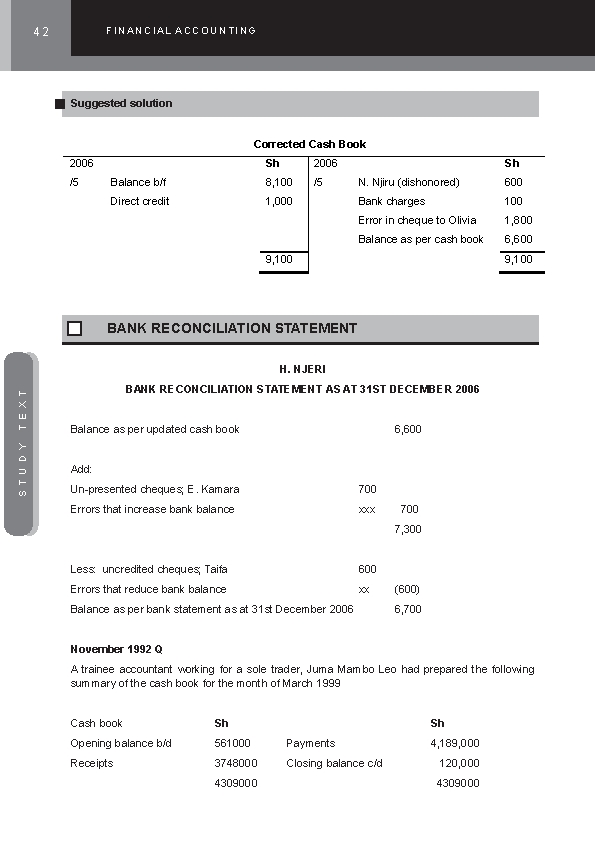 42 FINANCIAL ACCOUNTING
Suggested solution
Corrected Cash Book
2006 Sh 2006 Sh
/5 Balance b/f 8,100 /5 N. Njiru (dishonored) 600
Direct credit 1,000 Bank charges 100
Error in cheque to Olivia 1,800
Balance as per cash book 6,600
9,100 9,100
BANK RECONCILIATION STATEMENT
H. NJERI
BANK RECONCILIATION STATEMENT AS AT 31ST DECEMBER 2006
Balance as per updated cash book 6,600
Add:
Un-presented cheques; E. Kamara 700
Errors that increase bank balance xxx 700
7,300
Less: uncredited cheques; Taifa 600
Errors that reduce bank balance xx (600)
Balance as per bank statement as at 31st December 2006 6,700
November 1992 Q
A trainee accountant working for a sole trader, Juma Mambo Leo had prepared the following
summary of the cash book for the month of March 1999
Cash book Sh Sh
Opening balance b/d 561000 Payments 4,189,000
Receipts 3748000 Closing balance c/d 120,000
4309000 4309000
STUDY TEXT